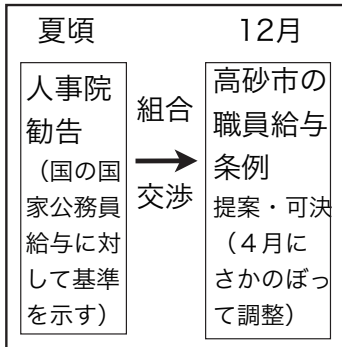 夏頃
人事院
勧告
(国の国
家公務員
給与に対
して基準
を示す)
組合
交渉
12月
高砂市の
職員給与
条例
提案・可決
(4月に
さかのぼっ
て調整)